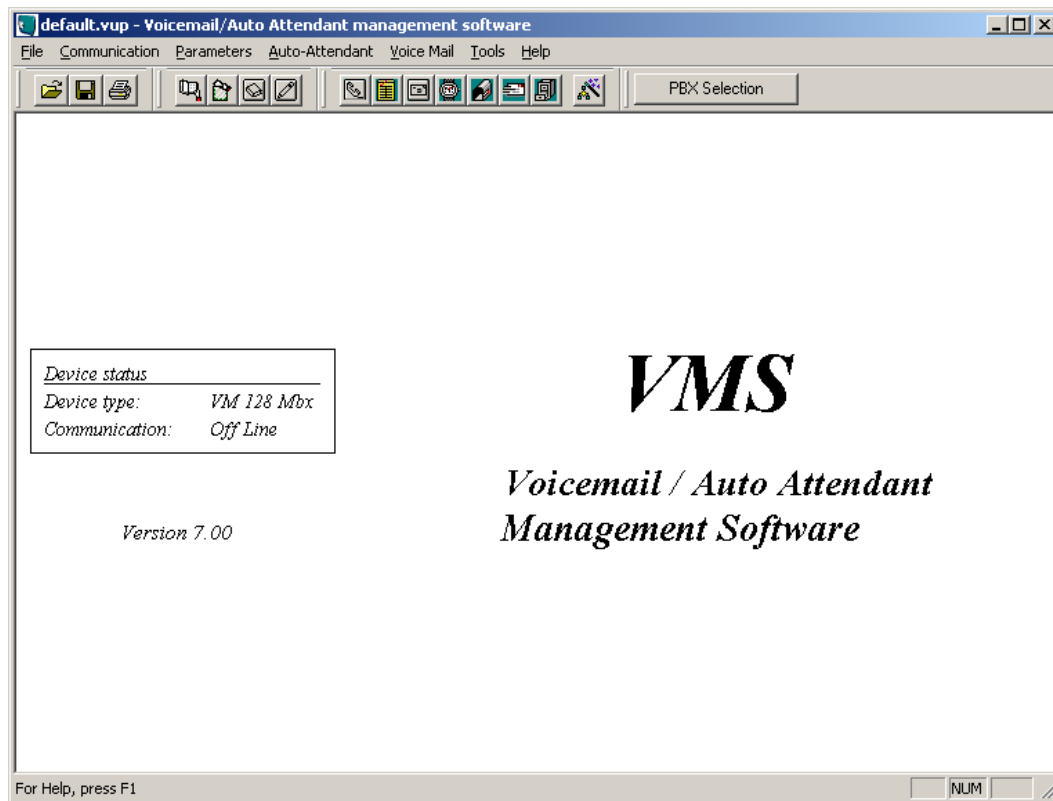 default.vup - Voicemail/Auto Attendant management software
File Communication Parameters Auto-Attendant Voice Mail Tools Help
PBX Selection
Device status
Device type: VM 128 Mbx
Communication: Off Line
Version 7.00
VMS
Voicemail / Auto Attendant
Management Software
For Help, press F1 NUM